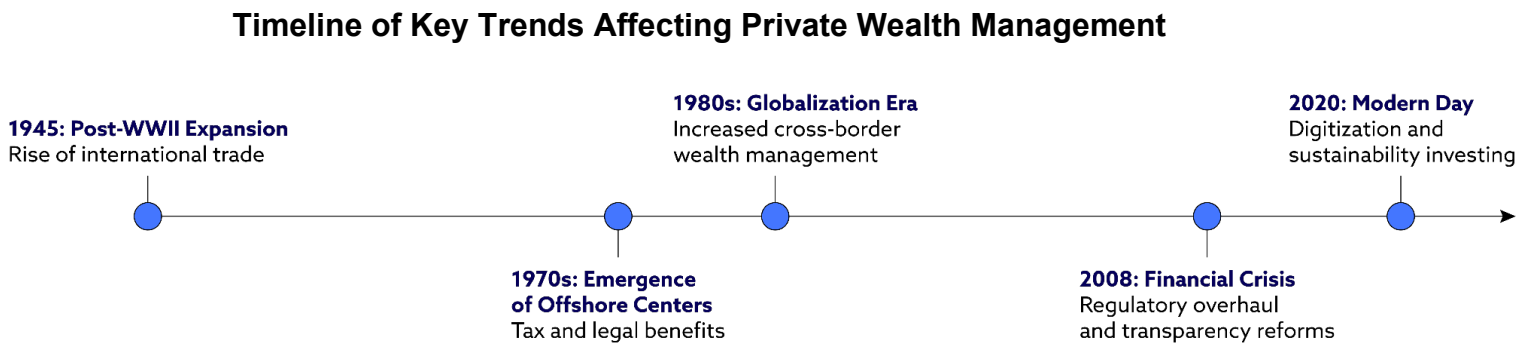 Timeline of Key Trends Affecting Private Wealth Management
1945: Post-WWII Expansion
Rise of international trade
1970s: Emergence
of Offshore Centers
Tax and legal benefits
1980s: Globalization Era
Increased cross-border
wealth management
2008: Financial Crisis
Regulatory overhaul
and transparency reforms
2020: Modern Day
Digitization and
sustainability investing